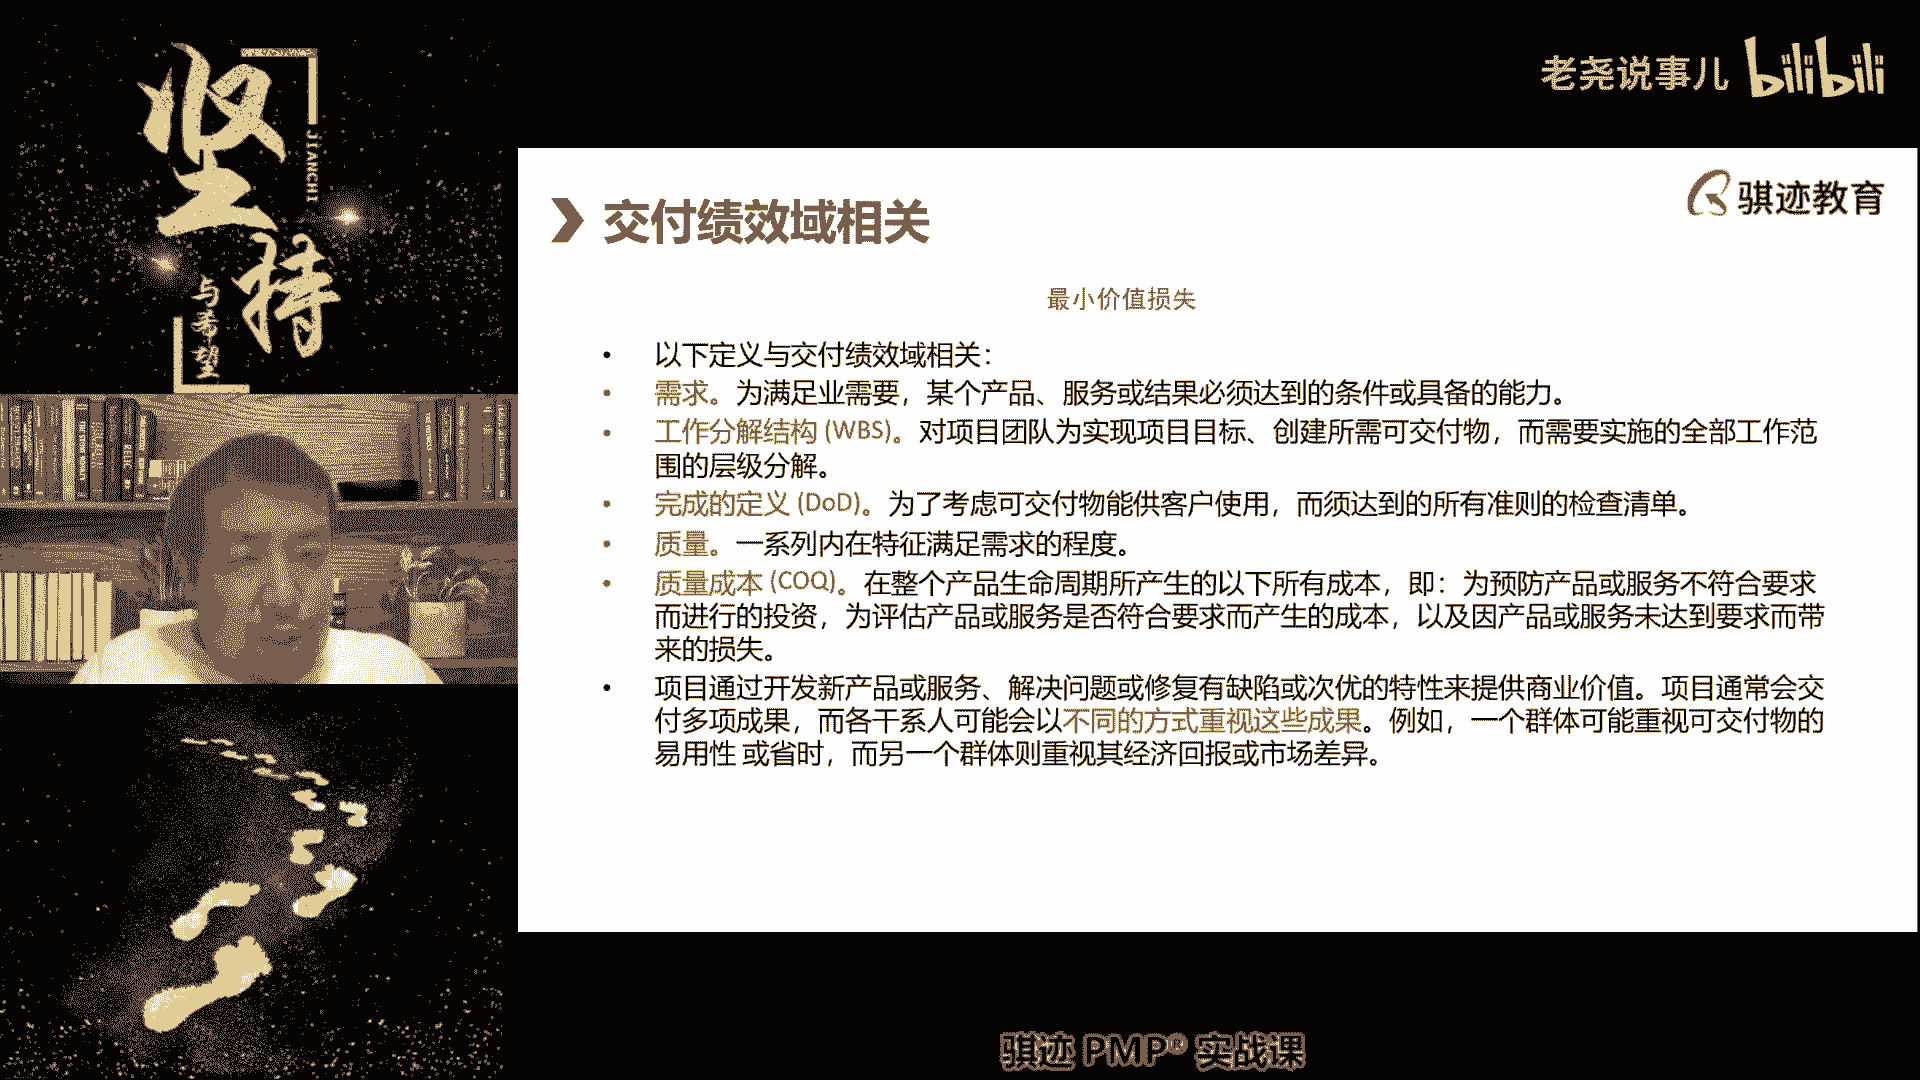 坚持
JIANCHI
与希望
老尧说事儿 bilibili
骐迹教育
交付绩效域相关
最小价值损失
• 以下定义与交付绩效域相关：
• 需求。为满足业需要，某个产品、服务或结果必须达到的条件或具备的能力。
• 工作分解结构 (WBS)。对项目团队为实现项目目标、创建所需可交付物，而需要实施的全部工作范
围的层级分解。
• 完成的定义 (DoD)。为了考虑可交付物能供客户使用，而须达到的所有准则的检查清单。
• 质量。一系列内在特征满足需求的程度。
• 质量成本 (COQ)。在整个产品生命周期所产生的以下所有成本，即：为预防产品或服务不符合要求
而进行的投资，为评估产品或服务是否符合要求而产生的成本，以及因产品或服务未达到要求而带
来的损失。
• 项目通过开发新产品或服务、解决问题或修复有缺陷或次优的特性来提供商业价值。项目通常会交
付多项成果，而各干系人可能会以不同的方式重视这些成果。例如，一个群体可能重视可交付物的
易用性 或省时，而另一个群体则重视其经济回报或市场差异。
骐迹 PMP® 实战课